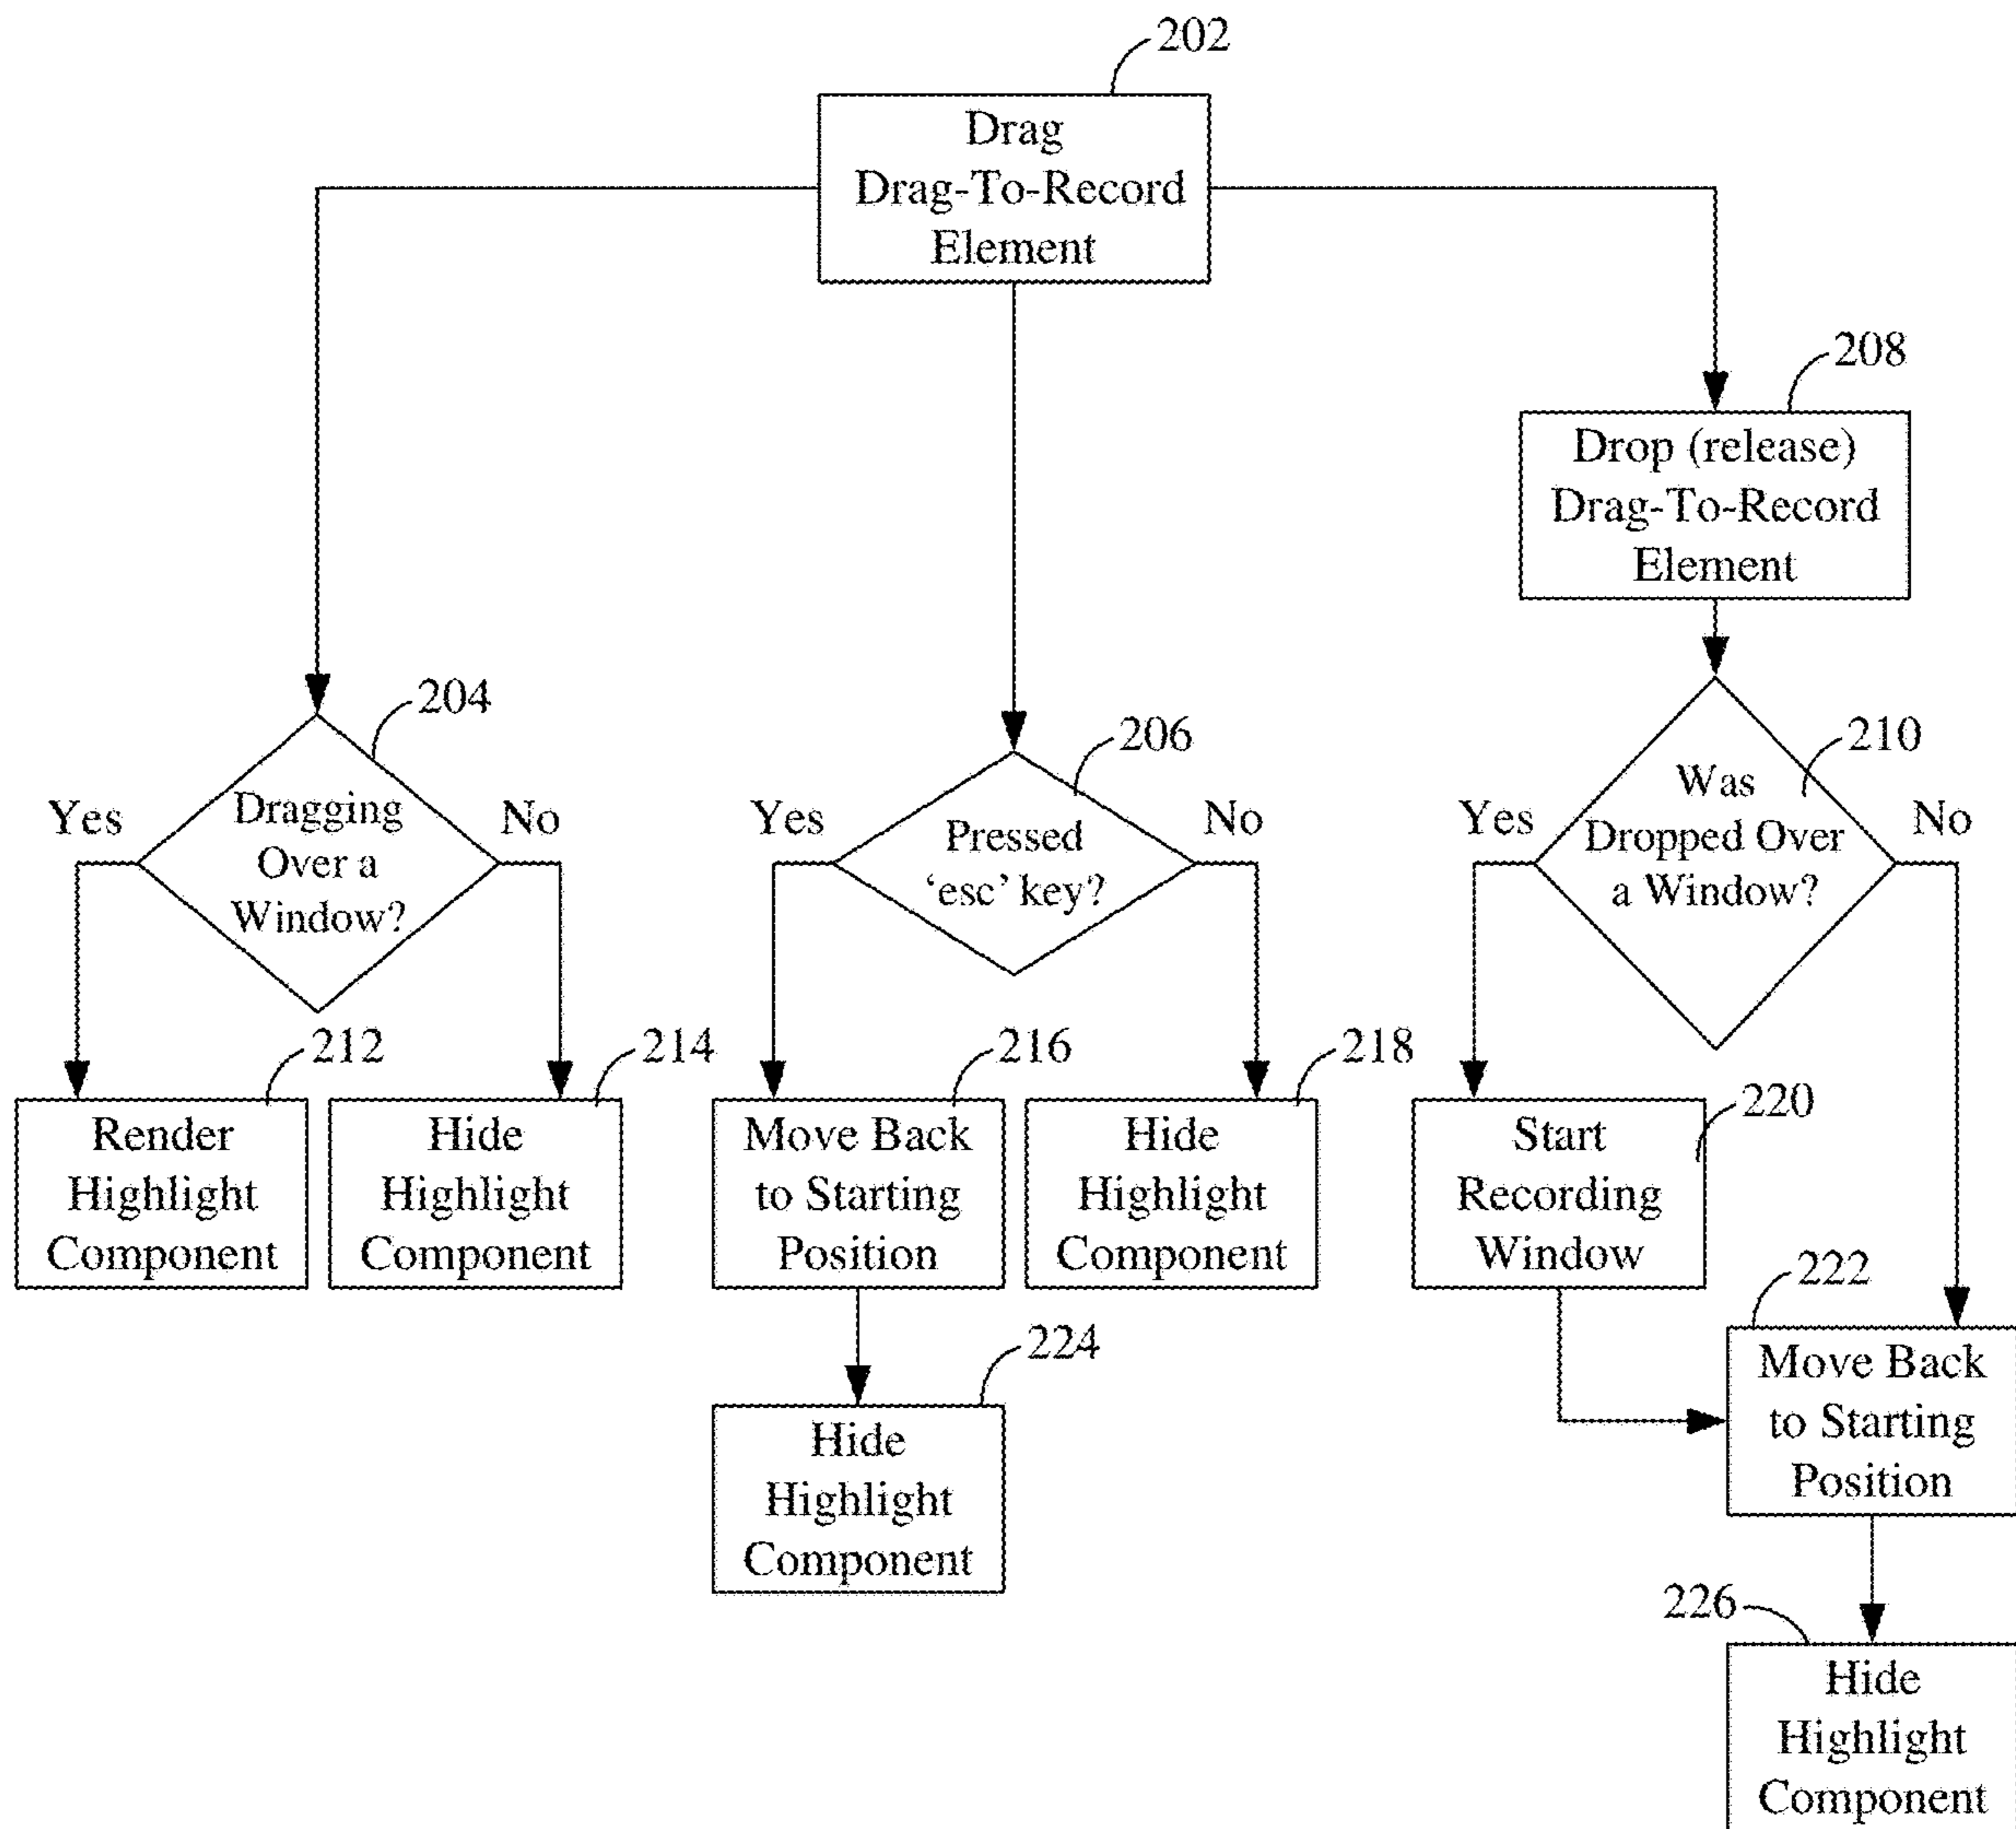 202
Drag
Drag-To-Record
Element
208
Drop (release)
Drag-To-Record
Element
204
Dragging
Over a
Window?
Yes
No
206
Pressed
‘esc’ key?
Yes
No
210
Was
Dropped Over
a Window?
Yes
No
212
Render
Highlight
Component
214
Hide
Highlight
Component
216
Move Back
to Starting
Position
218
Hide
Highlight
Component
220
Start
Recording
Window
222
Move Back
to Starting
Position
224
Hide
Highlight
Component
226
Hide
Highlight
Component